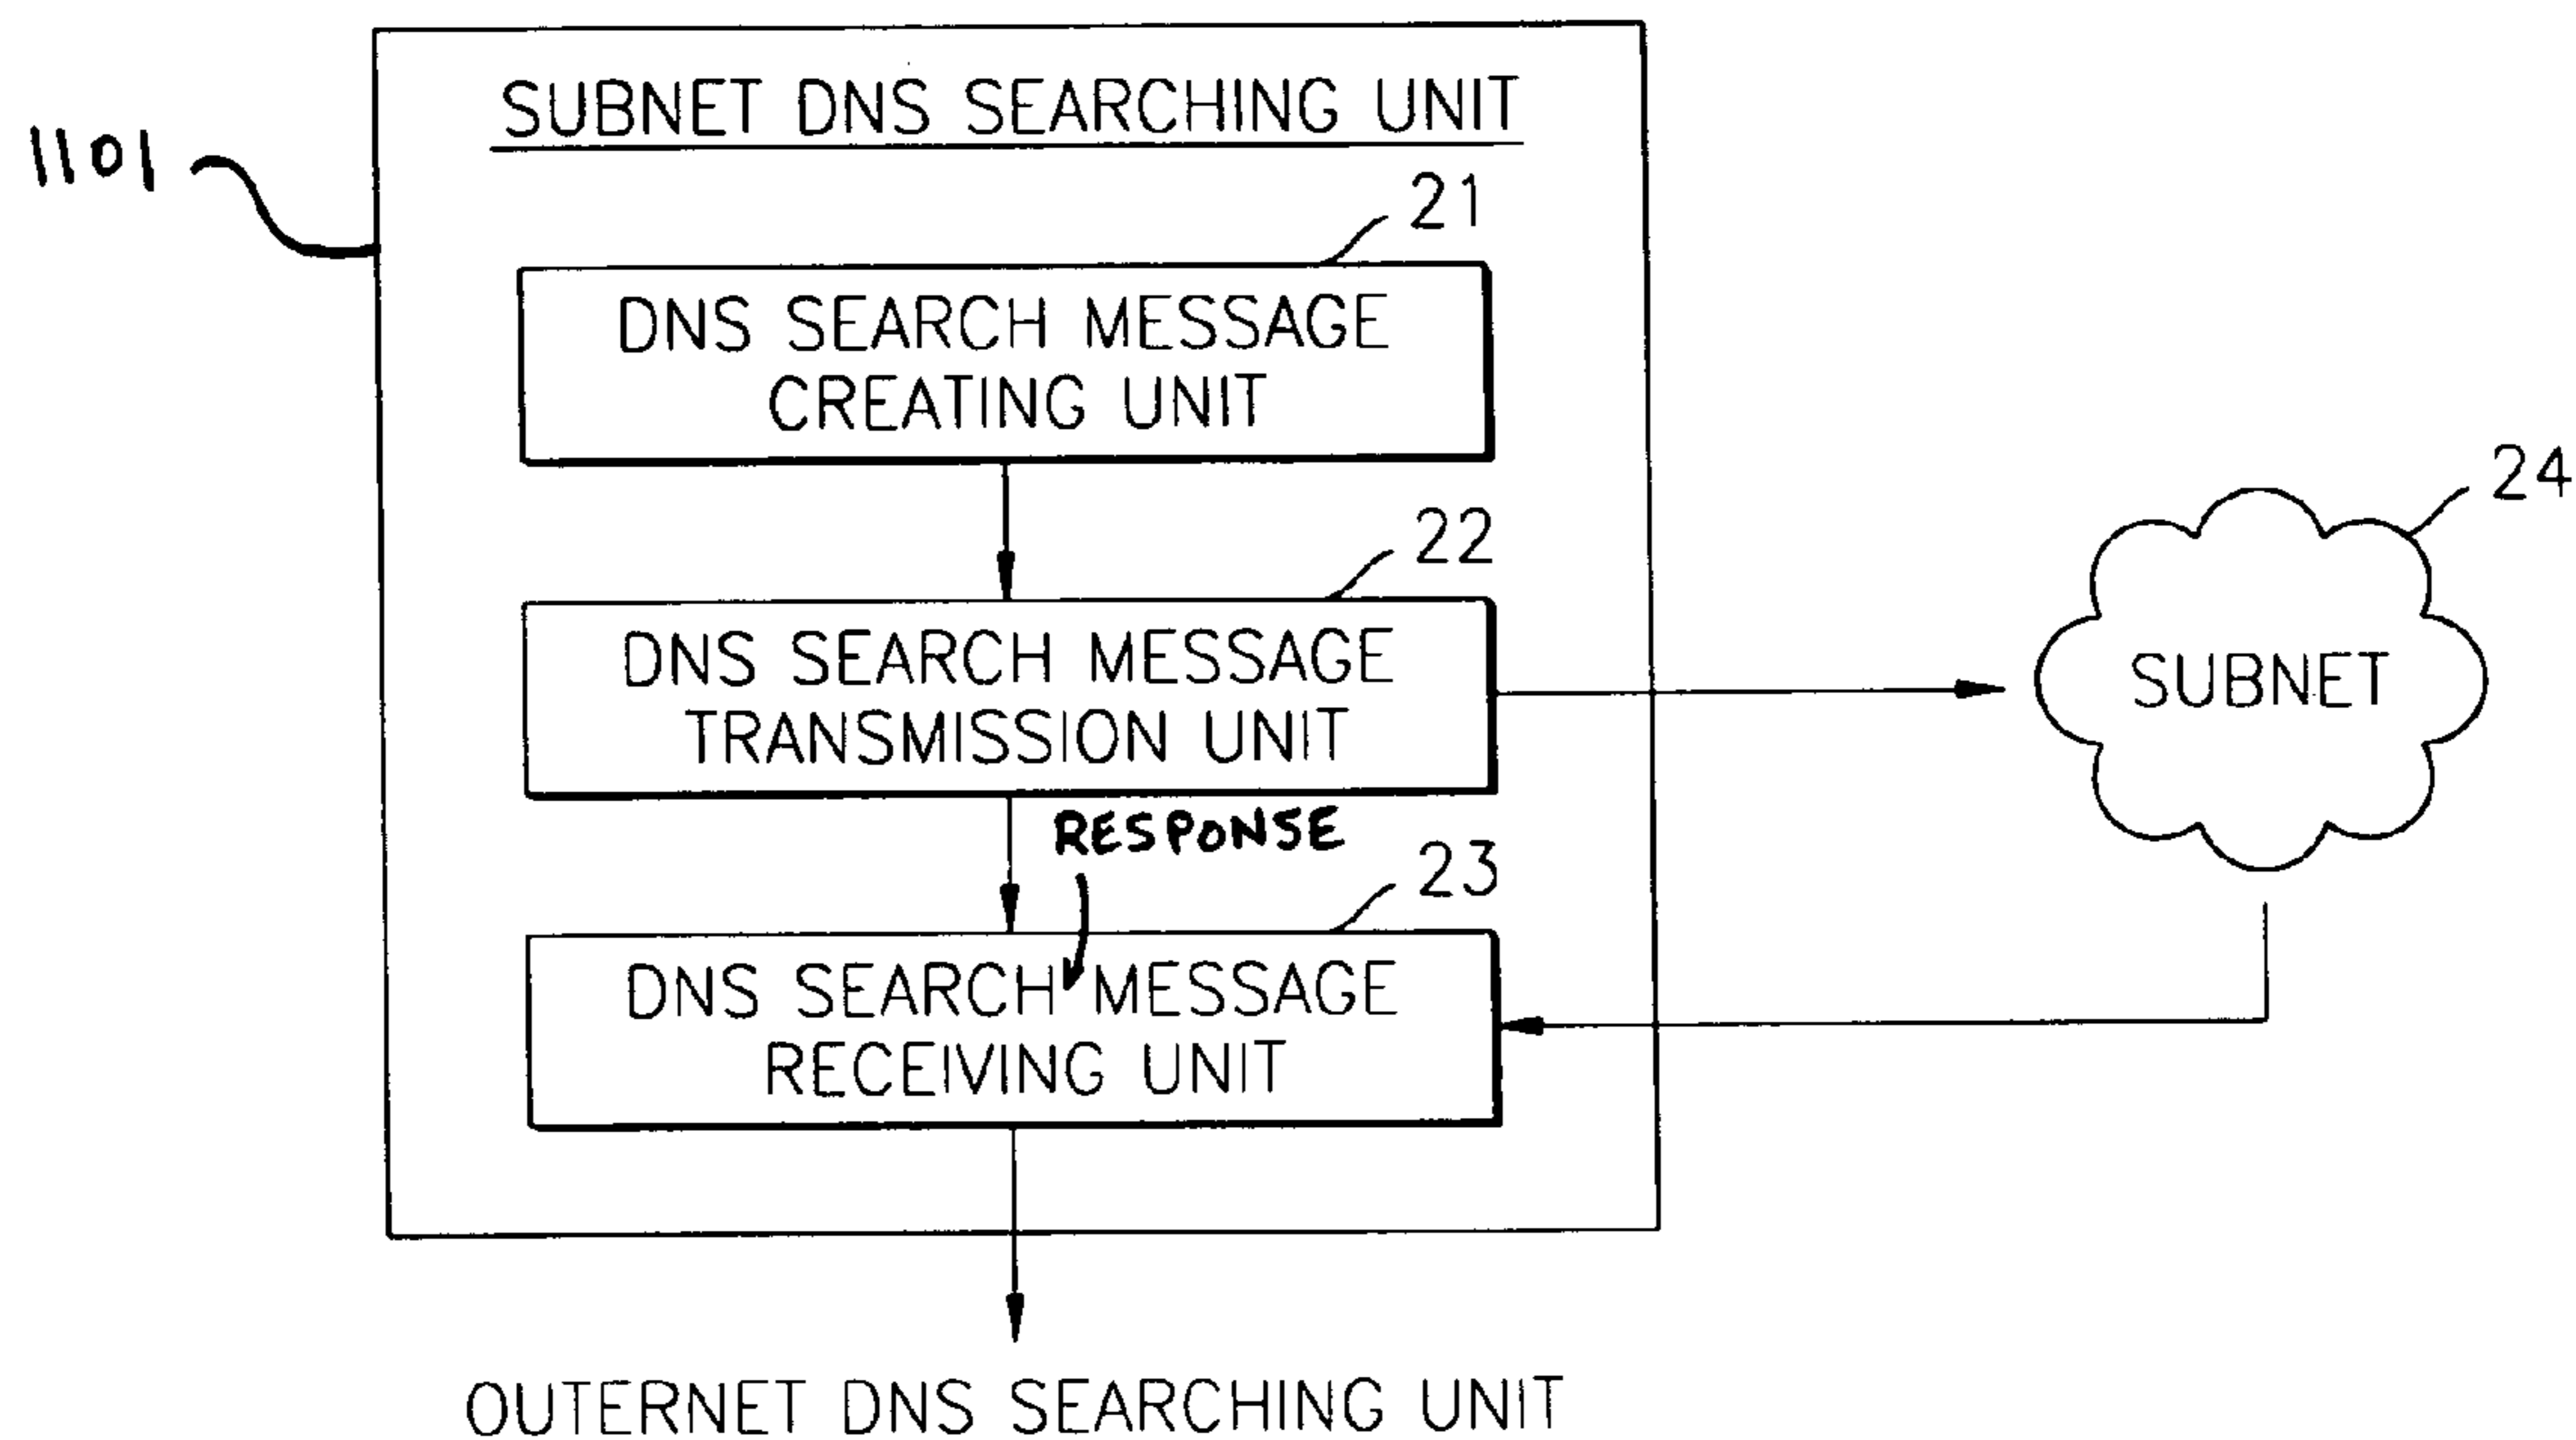 SUBNET DNS SEARCHING UNIT
1101
21
DNS SEARCH MESSAGE
CREATING UNIT
24
22
DNS SEARCH MESSAGE
TRANSMISSION UNIT
SUBNET
RESPONSE
23
DNS SEARCH MESSAGE
RECEIVING UNIT
OUTERNET DNS SEARCHING UNIT